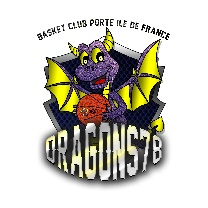 BASKET CLUB PORTE ILE DE FRANCE
DRAGONS78